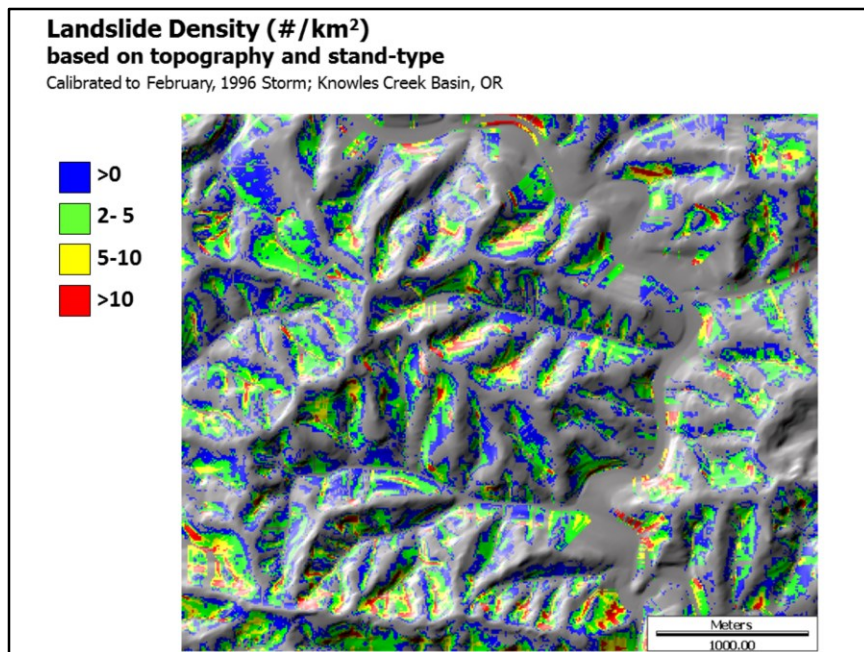 Landslide Density (#/km²)
based on topography and stand-type
Calibrated to February, 1996 Storm; Knowles Creek Basin, OR
>0
2- 5
5-10
>10
Meters
1000.00